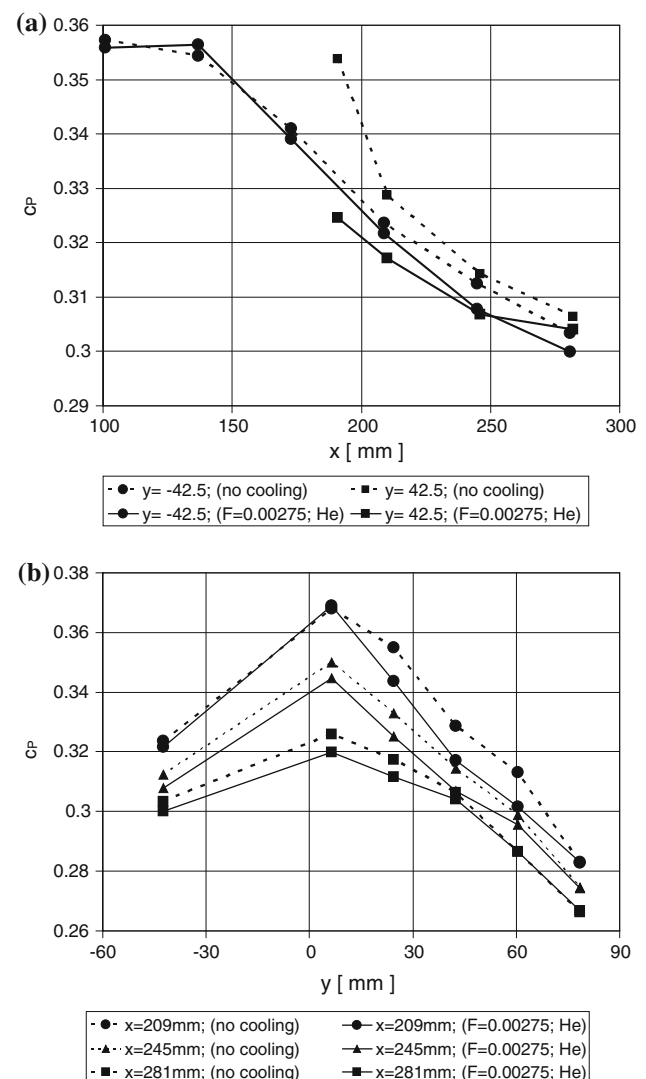 (a)
0.36
0.35
0.34
0.33
cP
0.32
0.31
0.3
0.29
100 150 200 250 300
x [ mm ]
y= -42.5; (no cooling) y= 42.5; (no cooling)
y= -42.5; (F=0.00275; He) y= 42.5; (F=0.00275; He)
(b)
0.38
0.36
0.34
cP
0.32
0.3
0.28
0.26
-60 -30 0 30 60 90
y [ mm ]
x=209mm; (no cooling) x=209mm; (F=0.00275; He)
x=245mm; (no cooling) x=245mm; (F=0.00275; He)
x=281mm; (no cooling) x=281mm; (F=0.00275; He)